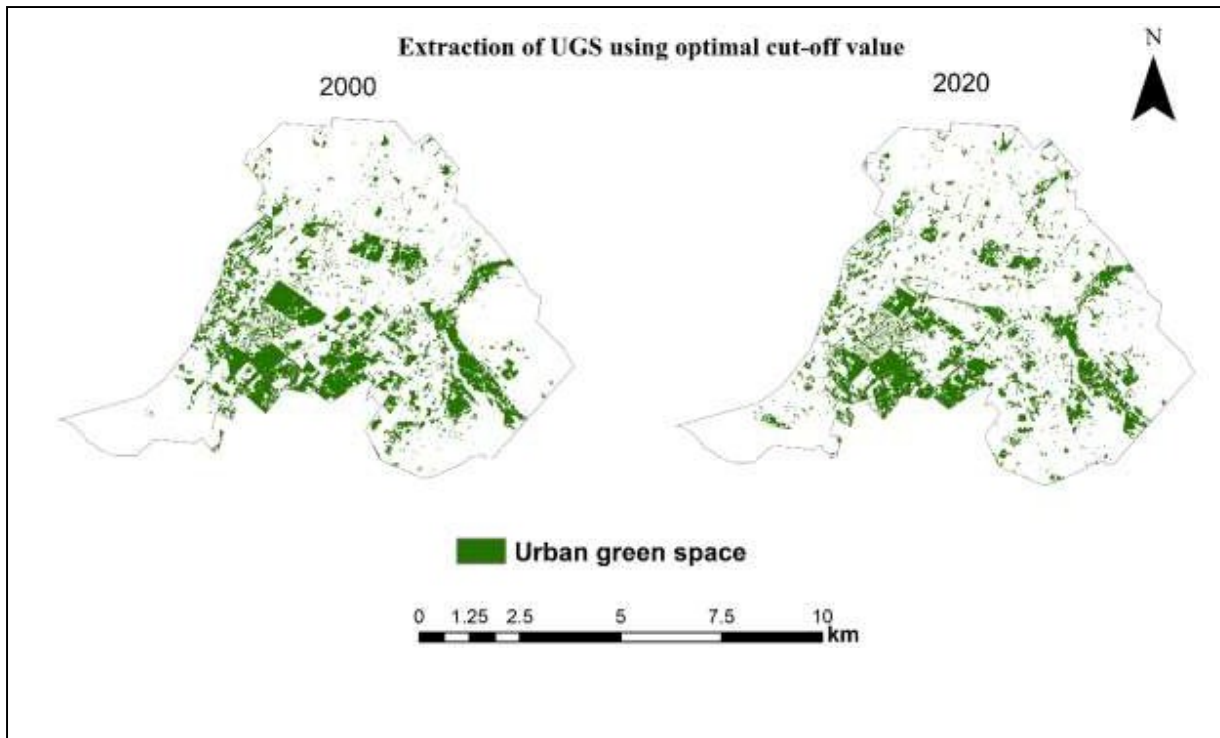 Extraction of UGS using optimal cut-off value
N
2000
2020
Urban green space
0 1.25 2.5 5 7.5 10
km